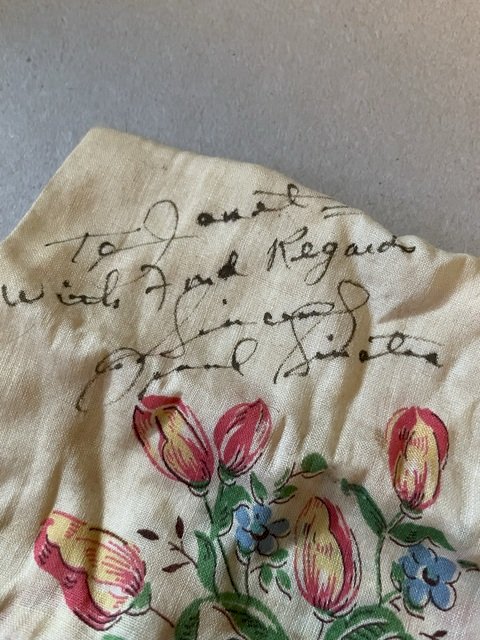 To Janet =
With Fond Regards
Sincerely
Frank Sinatra